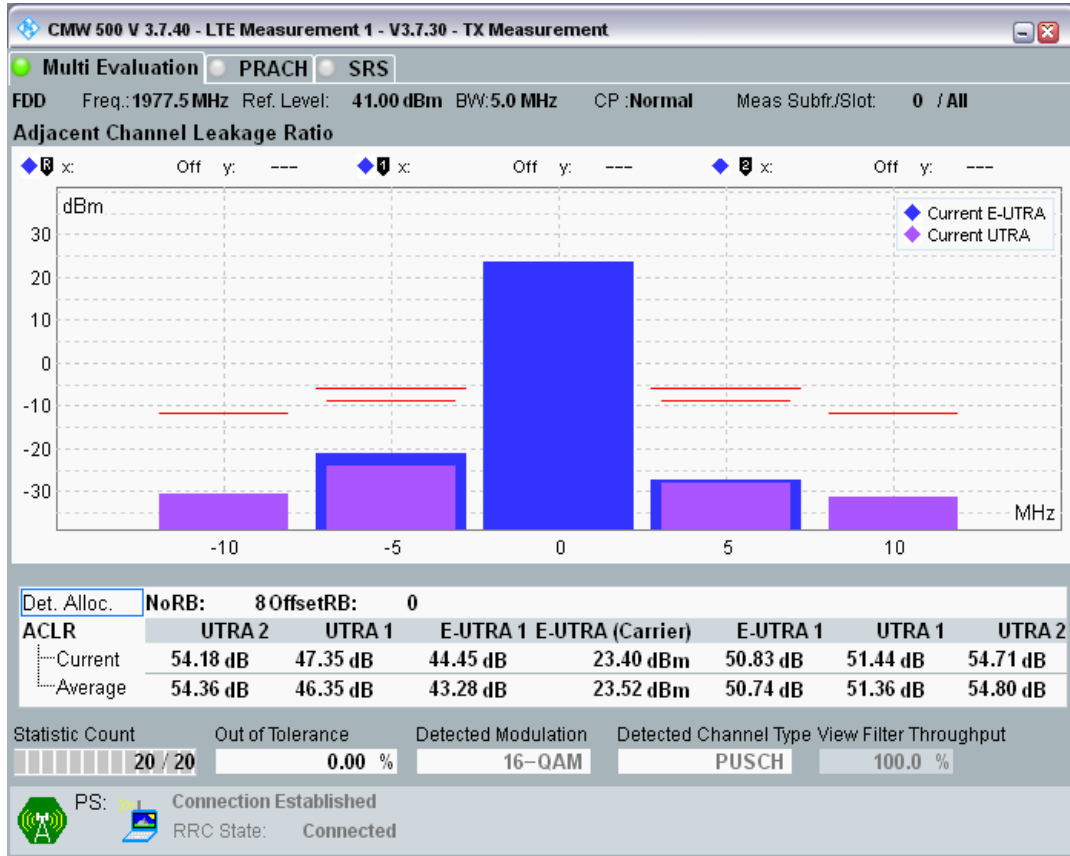 CMW 500 V 3.7.40 - LTE Measurement 1 - V3.7.30 - TX Measurement
Multi Evaluation PRACH SRS
FDD Freq.: 1977.5 MHz Ref. Level: 41.00 dBm BW: 5.0 MHz CP : Normal Meas Subfr./Slot: 0 / All
Adjacent Channel Leakage Ratio
R x: Off y: --- 1 x: Off y: --- 2 x: Off y: ---
dBm
Current E-UTRA
Current UTRA
30
20
10
0
-10
-20
-30
MHz
-10 -5 0 5 10
Det. Alloc. NoRB: 8 OffsetRB: 0
ACLR UTRA 2 UTRA 1 E-UTRA 1 E-UTRA (Carrier) E-UTRA 1 UTRA 1 UTRA 2
Current 54.18 dB 47.35 dB 44.45 dB 23.40 dBm 50.83 dB 51.44 dB 54.71 dB
Average 54.36 dB 46.35 dB 43.28 dB 23.52 dBm 50.74 dB 51.36 dB 54.80 dB
Statistic Count Out of Tolerance Detected Modulation Detected Channel Type View Filter Throughput
20 / 20 0.00 % 16-QAM PUSCH 100.0 %
PS: Connection Established
RRC State: Connected